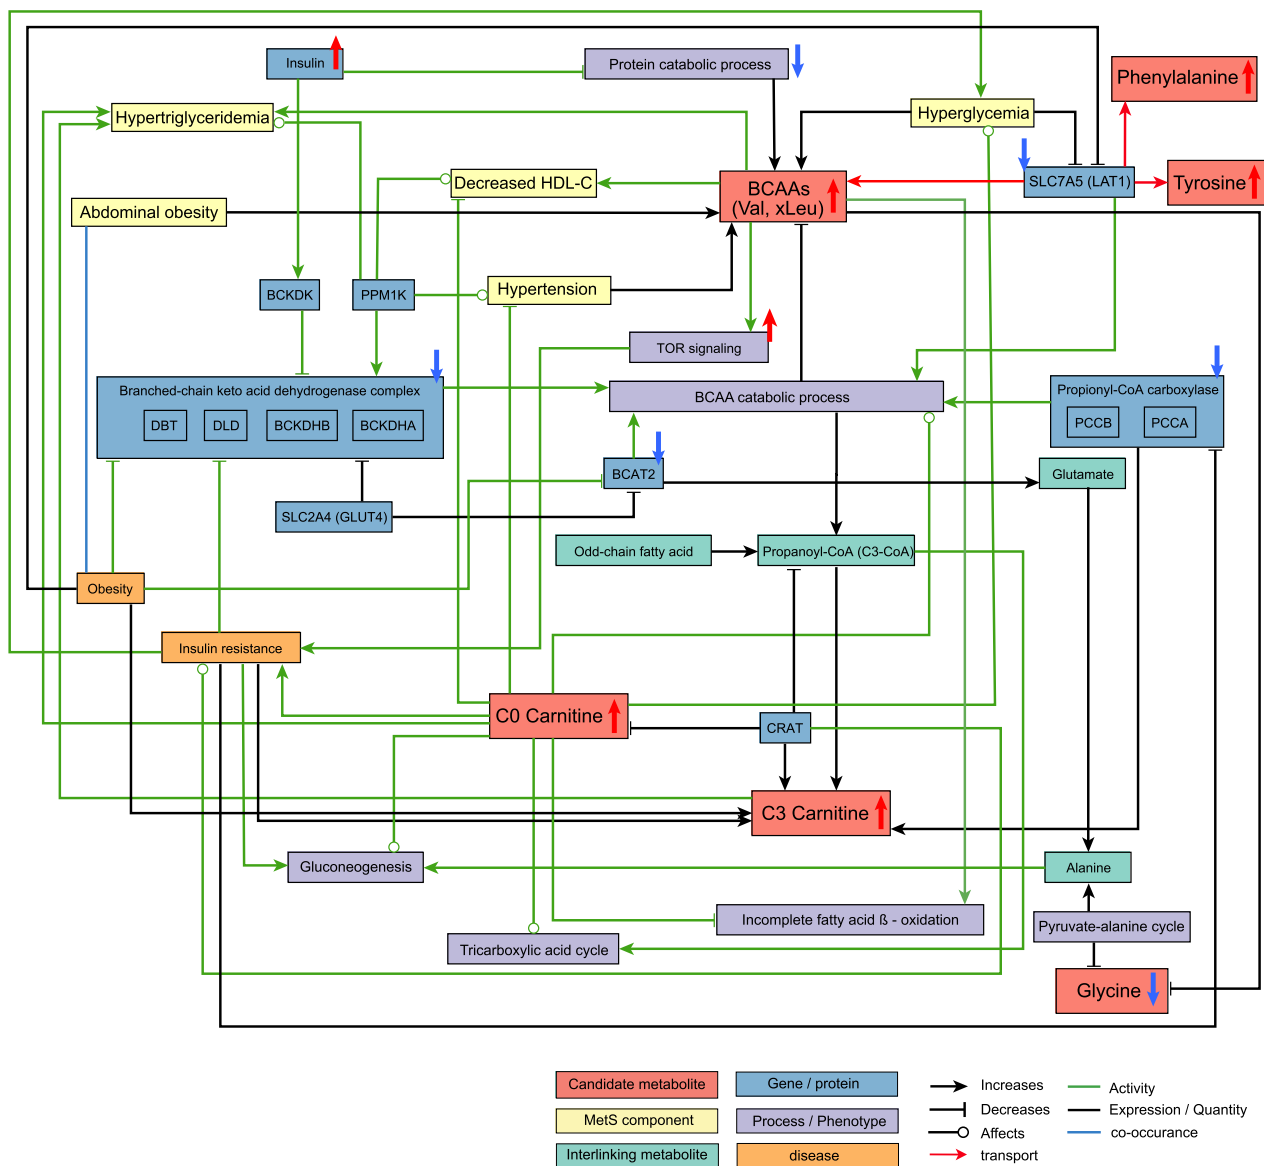 Insulin
Protein catabolic process
Phenylalanine
Hypertriglyceridemia
Hyperglycemia
Decreased HDL-C
BCAAs
(Val, xLeu)
SLC7A5 (LAT1)
Tyrosine
Abdominal obesity
BCKDK
PPM1K
Hypertension
TOR signaling
Branched-chain keto acid dehydrogenase complex
DBT
DLD
BCKDHB
BCKDHA
BCAA catabolic process
Propionyl-CoA carboxylase
PCCB
PCCA
BCAT2
Glutamate
SLC2A4 (GLUT4)
Odd-chain fatty acid
Propanoyl-CoA (C3-CoA)
Obesity
Insulin resistance
C0 Carnitine
CRAT
C3 Carnitine
Gluconeogenesis
Alanine
Incomplete fatty acid ß - oxidation
Pyruvate-alanine cycle
Tricarboxylic acid cycle
Glycine
Candidate metabolite
Gene / protein
Increases
Activity
MetS component
Process / Phenotype
Decreases
Expression / Quantity
Affects
co-occurance
Interlinking metabolite
disease
transport